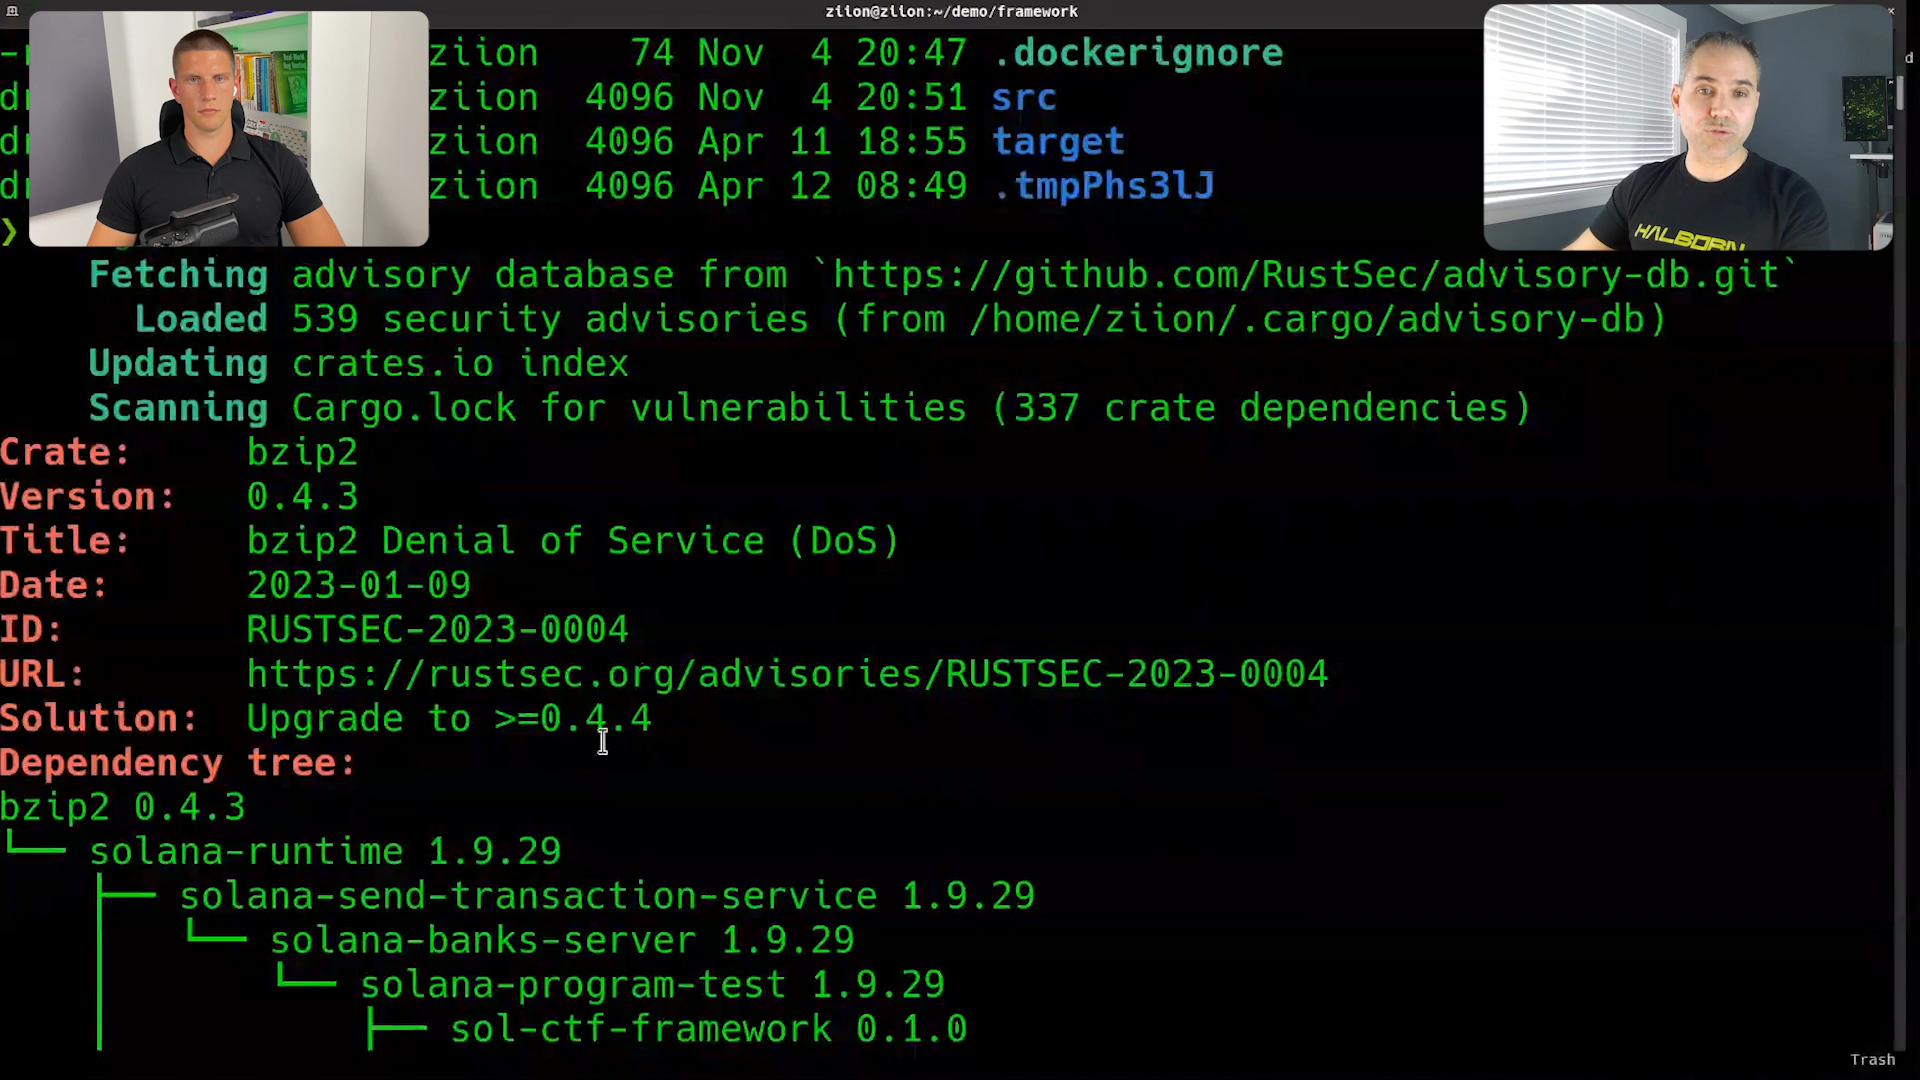 ziion@ziion:~/demo/framework
ziion 74 Nov 4 20:47 .dockerignore
ziion 4096 Nov 4 20:51 src
ziion 4096 Apr 11 18:55 target
ziion 4096 Apr 12 08:49 .tmpPhs3lJ
HALBORN
❯
Fetching advisory database from `https://github.com/RustSec/advisory-db.git`
Loaded 539 security advisories (from /home/ziion/.cargo/advisory-db)
Updating crates.io index
Scanning Cargo.lock for vulnerabilities (337 crate dependencies)
Crate: bzip2
Version: 0.4.3
Title: bzip2 Denial of Service (DoS)
Date: 2023-01-09
ID: RUSTSEC-2023-0004
URL: https://rustsec.org/advisories/RUSTSEC-2023-0004
Solution: Upgrade to >=0.4.4
Dependency tree:
bzip2 0.4.3
└── solana-runtime 1.9.29
├── solana-send-transaction-service 1.9.29
│ └── solana-banks-server 1.9.29
│ └── solana-program-test 1.9.29
│ ├── sol-ctf-framework 0.1.0
Trash